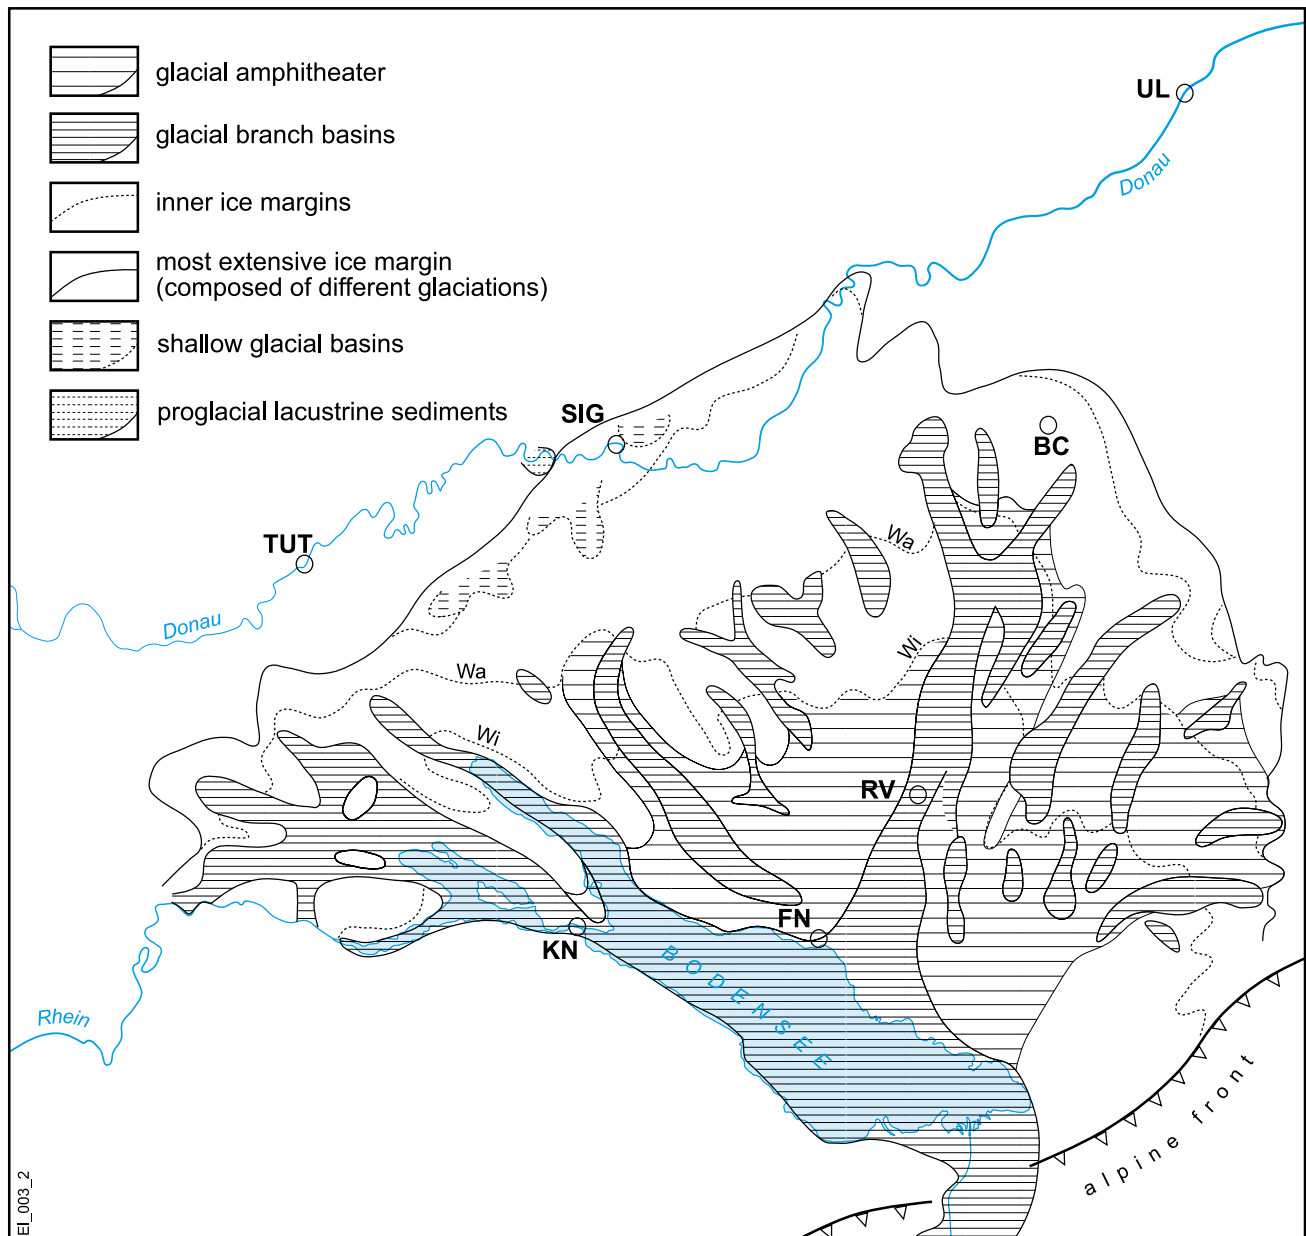 glacial amphitheater
glacial branch basins
inner ice margins
most extensive ice margin
(composed of different glaciations)
shallow glacial basins
proglacial lacustrine sediments
UL
Donau
SIG
BC
TUT
Wa
Donau
Wi
Wa
Wi
RV
FN
KN
BODENSEE
Rhein
alpine front
EI_003_2